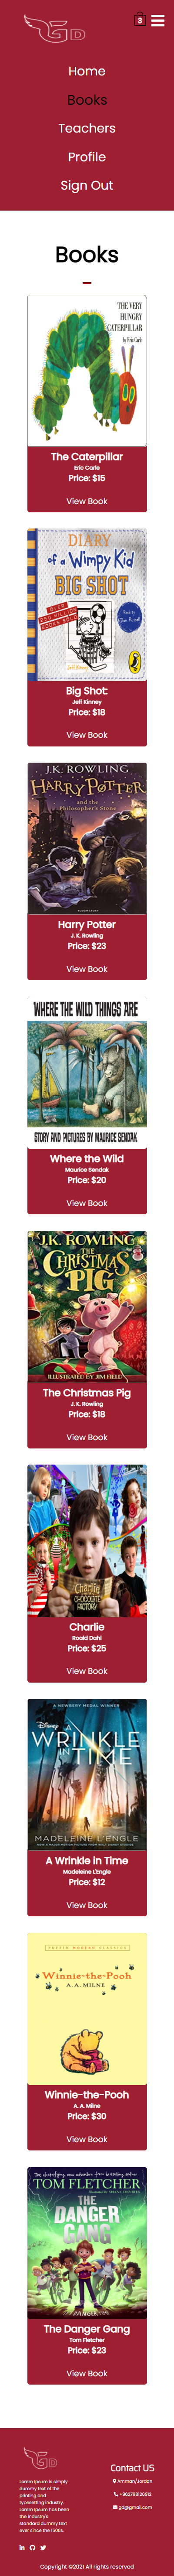 GD
3
Home
Books
Teachers
Profile
Sign Out
Books
THE VERY
HUNGRY
CATERPILLAR
by Eric Carle
The Caterpillar
Eric Carle
Price: $15
View Book
DIARY
of a Wimpy Kid
BIG SHOT
Jeff Kinney
Big Shot:
Jeff Kinney
Price: $18
View Book
J.K. ROWLING
HARRY POTTER
and the
Philosopher's Stone
BLOOMSBURY
Harry Potter
J. K. Rowling
Price: $23
View Book
WHERE THE WILD THINGS ARE
STORY AND PICTURES BY MAURICE SENDAK
Where the Wild
Maurice Sendak
Price: $20
View Book
J.K. ROWLING
THE
CHRISTMAS
PIG
ILLUSTRATED BY JIM FIELD
The Christmas Pig
J. K. Rowling
Price: $18
View Book
Charlie
CHOCOLATE
FACTORY
Charlie
Roald Dahl
Price: $25
View Book
A NEWBERY MEDAL WINNER
Disney
A
WRINKLE
IN TIME
MADELEINE L'ENGLE
A Wrinkle in Time
Madeleine L'Engle
Price: $12
View Book
PUFFIN MODERN CLASSICS
Winnie-the-Pooh
A. A. MILNE
Winnie-the-Pooh
A. A. Milne
Price: $30
View Book
TOM FLETCHER
THE
DANGER
GANG
The Danger Gang
Tom Fletcher
Price: $23
View Book
GD
Lorem Ipsum is simply
dummy text of the
printing and
typesetting industry.
Lorem Ipsum has been
the industry's
standard dummy text
ever since the 1500s.
Contact US
Amman/Jordan
+962798120912
gd@gmail.com
Copyright ©2021 All rights reserved